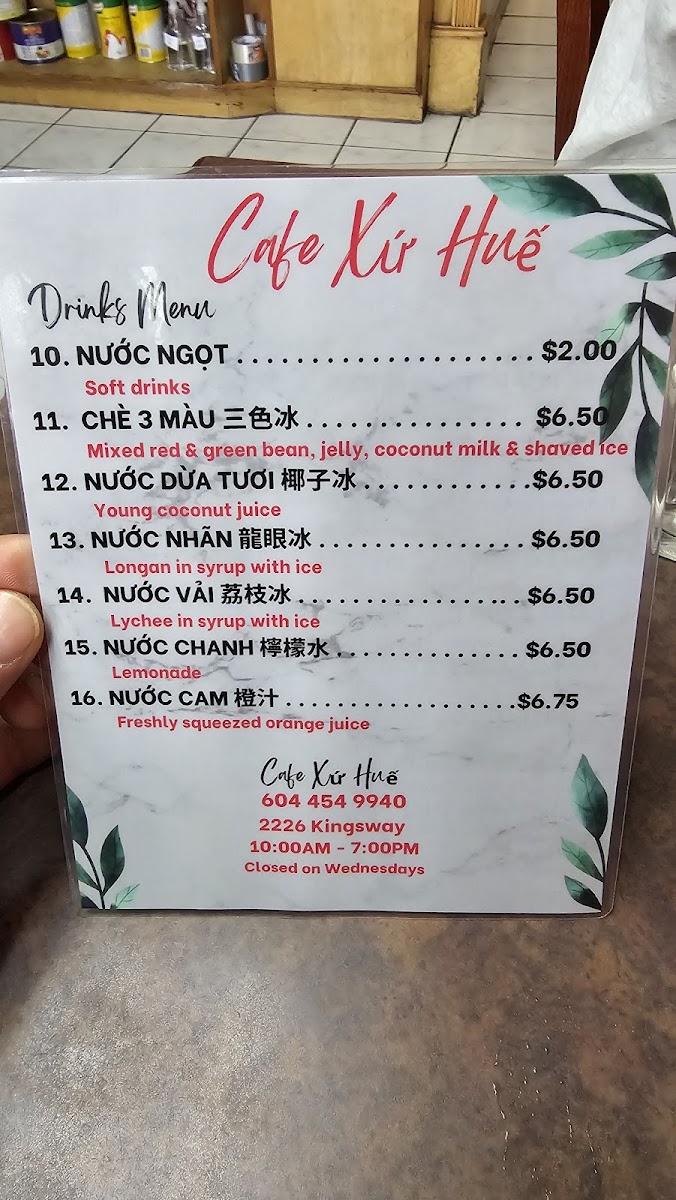 Cafe Xứ Huế
Drinks Menu
10. NƯỚC NGỌT . . . . . . . . . . . . . . . . . . . . . . $2.00
Soft drinks
11. CHÈ 3 MÀU 三色冰 . . . . . . . . . . . . . . . . $6.50
Mixed red & green bean, jelly, coconut milk & shaved ice
12. NƯỚC DỪA TƯƠI 椰子冰 . . . . . . . . . . . . $6.50
Young coconut juice
13. NƯỚC NHÃN 龍眼冰 . . . . . . . . . . . . . . . $6.50
Longan in syrup with ice
14. NƯỚC VẢI 荔枝冰 . . . . . . . . . . . . . . . . . . $6.50
Lychee in syrup with ice
15. NƯỚC CHANH 檸檬水 . . . . . . . . . . . . . . $6.50
Lemonade
16. NƯỚC CAM 橙汁 . . . . . . . . . . . . . . . . . . $6.75
Freshly squeezed orange juice
Cafe Xứ Huế
604 454 9940
2226 Kingsway
10:00AM - 7:00PM
Closed on Wednesdays